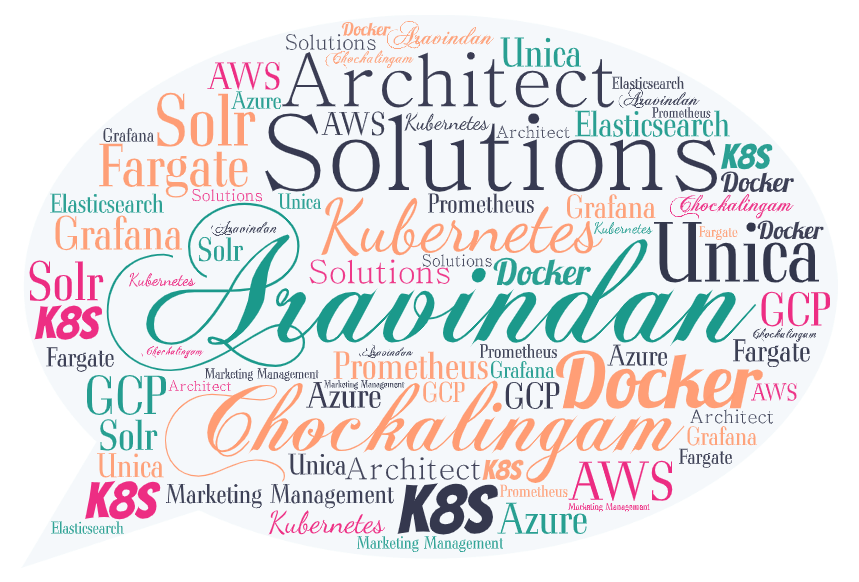 Docker Aravindan
Solutions Unica
Chockalingam
AWS Architect Elasticsearch
Azure Aravindan
Solr AWS Kubernetes Architect Elasticsearch Prometheus
Grafana Solutions K8S
Fargate Docker
Elasticsearch Solutions Unica Kubernetes Prometheus Grafana Chockalingam
Grafana Solr Aravindan Kubernetes Unica Fargate Docker
Solutions Solutions Docker
Solr Kubernetes Aravindan GCP
K8S Chockalingam
Fargate Chockalingam Aravindan Prometheus Azure Fargate
Marketing Management Prometheus Grafana Docker
GCP Architect Azure Marketing Management GCP GCP AWS
Solr Chockalingam Architect
Grafana
Unica Unica Architect K8S Fargate
K8S Marketing Management K8S Prometheus AWS
Elasticsearch Kubernetes Azure Marketing Management
Marketing Management